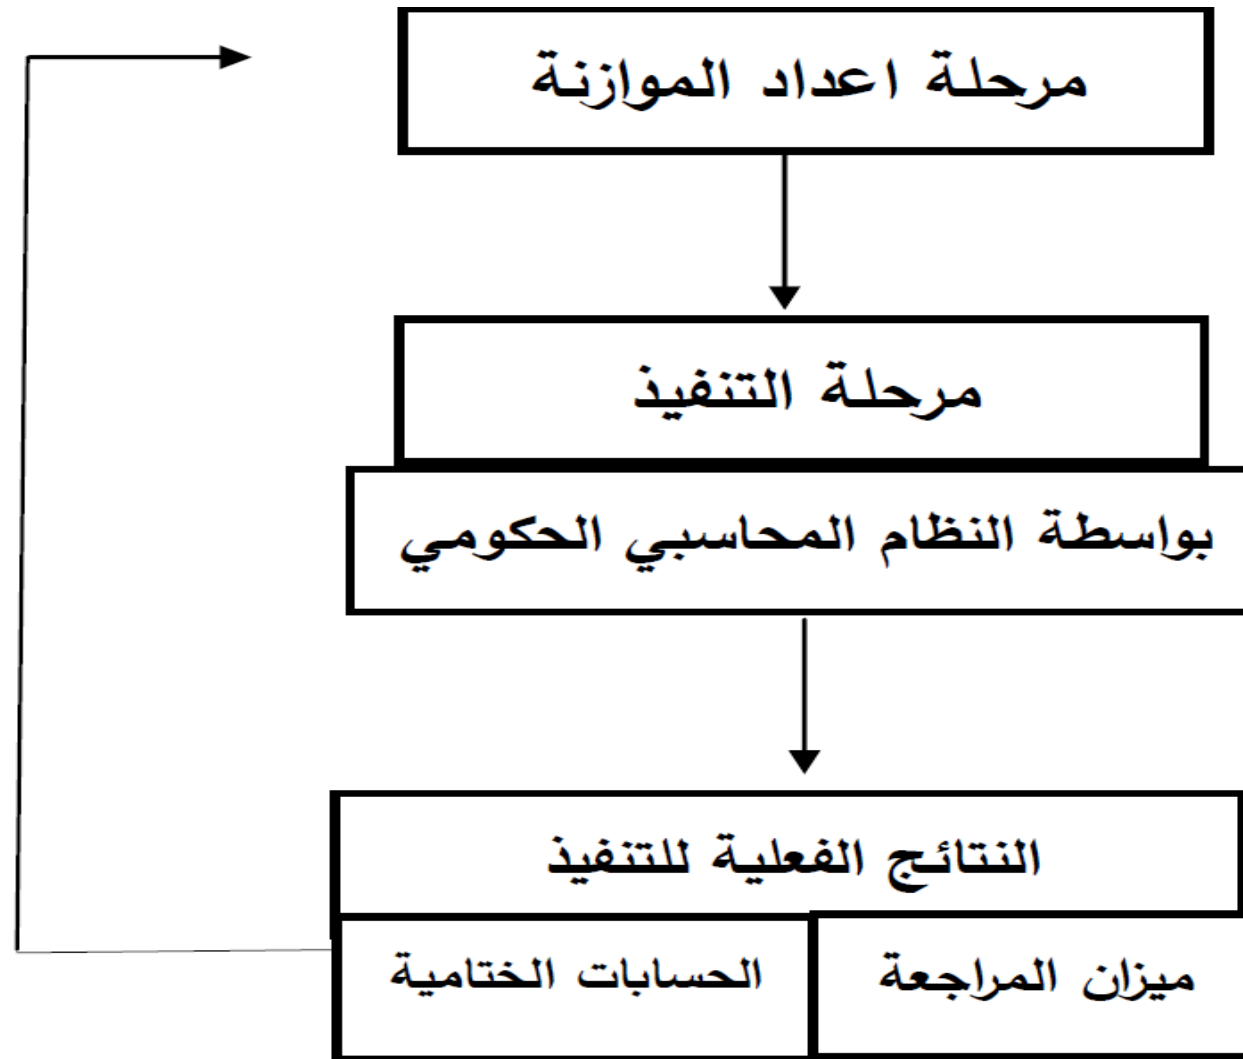 مرحلة اعداد الموازنة
مرحلة التنفيذ
بواسطة النظام المحاسبي الحكومي
النتائج الفعلية للتنفيذ
ميزان المراجعة
الحسابات الختامية